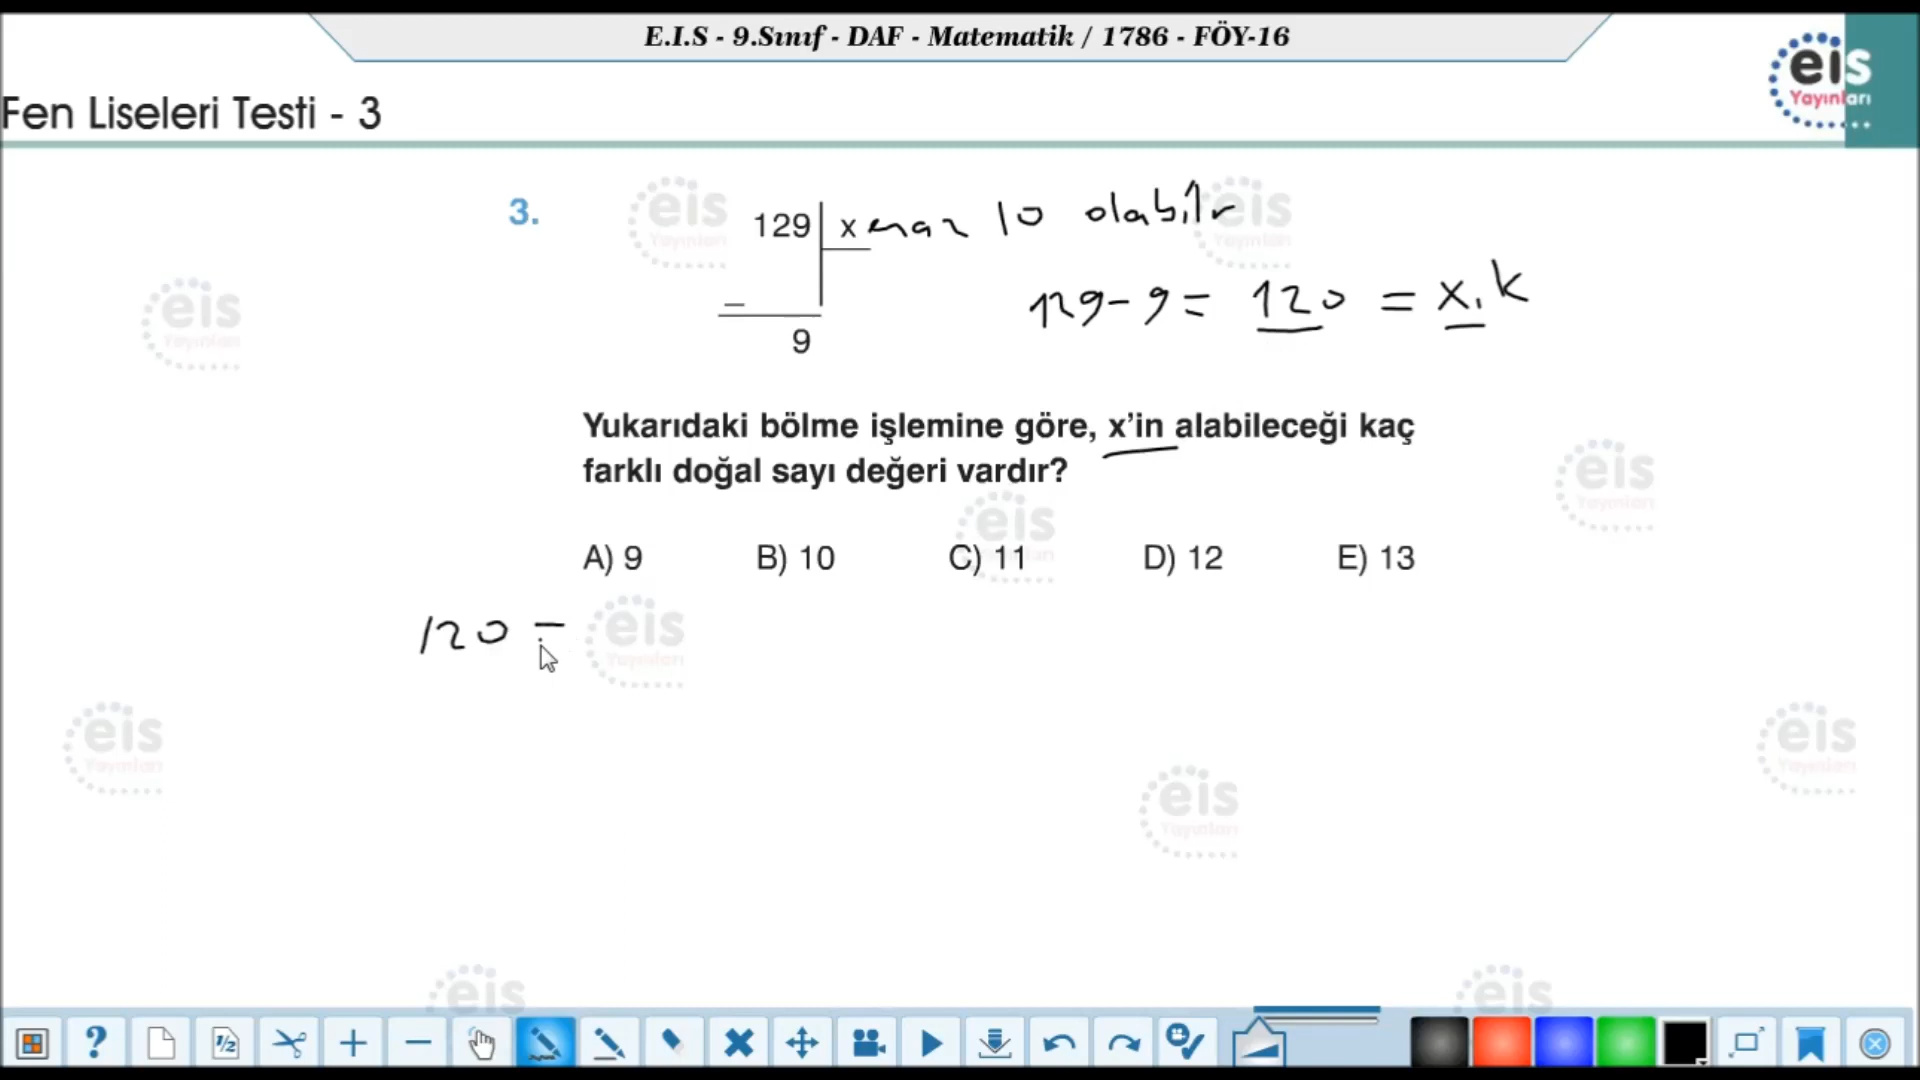 E.I.S - 9.Sınıf - DAF - Matematik / 1786 - FÖY-16
eis
Yayınları
Fen Liseleri Testi - 3
3.
129 x en az 10 olabilir
129 - 9 = 120 = x.k
9
Yukarıdaki bölme işlemine göre, x’in alabileceği kaç
farklı doğal sayı değeri vardır?
A) 9 B) 10 C) 11 D) 12 E) 13
120 =